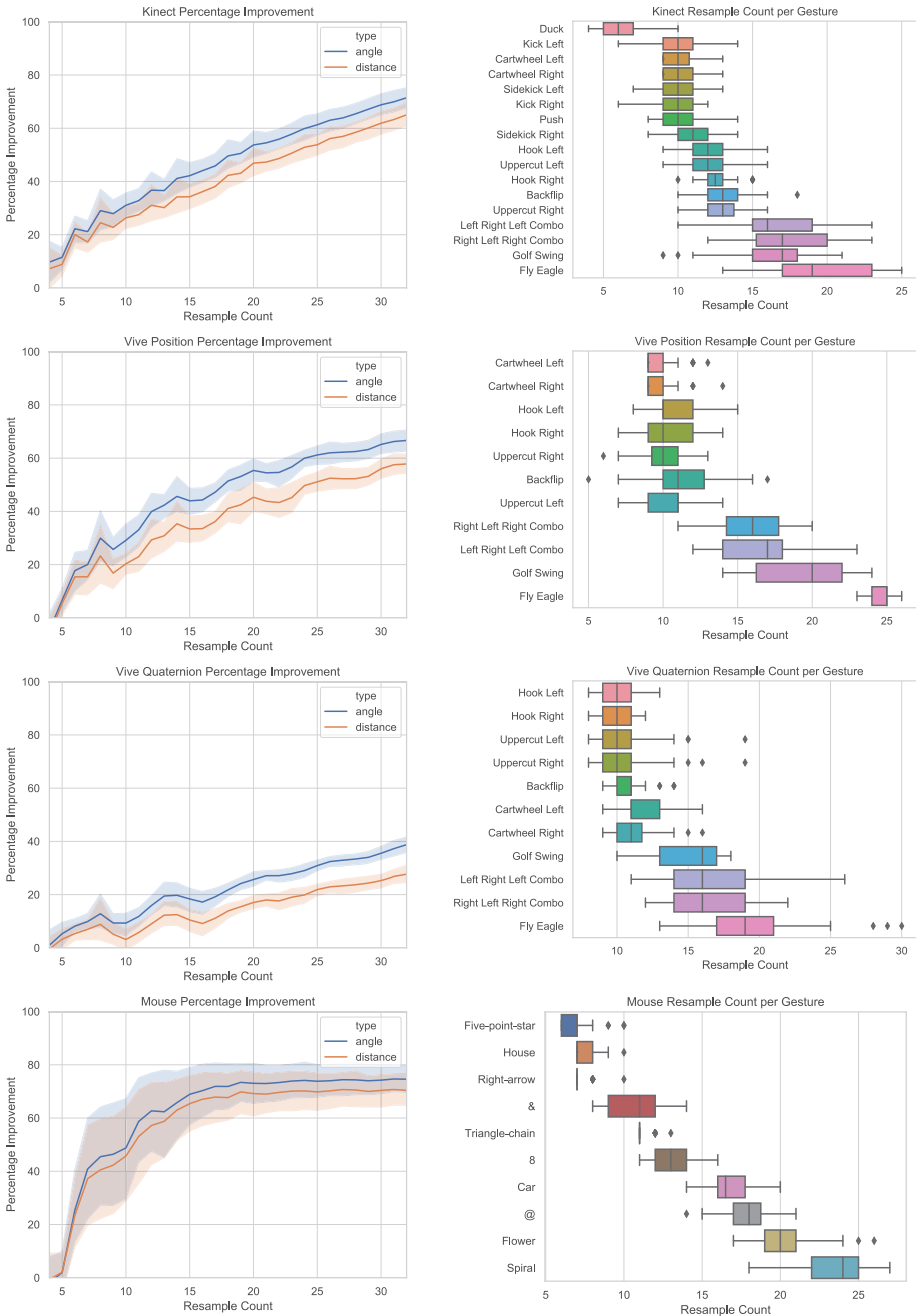 Kinect Percentage Improvement
100
80
60
40
20
0
Percentage Improvement
type
angle
distance
5 10 15 20 25 30
Resample Count
Kinect Resample Count per Gesture
Duck
Kick Left
Cartwheel Left
Cartwheel Right
Sidekick Left
Kick Right
Push
Sidekick Right
Hook Left
Uppercut Left
Hook Right
Backflip
Uppercut Right
Left Right Left Combo
Right Left Right Combo
Golf Swing
Fly Eagle
5 10 15 20 25
Resample Count
Vive Position Percentage Improvement
100
80
60
40
20
0
Percentage Improvement
type
angle
distance
5 10 15 20 25 30
Resample Count
Vive Position Resample Count per Gesture
Cartwheel Left
Cartwheel Right
Hook Left
Hook Right
Uppercut Right
Backflip
Uppercut Left
Right Left Right Combo
Left Right Left Combo
Golf Swing
Fly Eagle
5 10 15 20 25
Resample Count
Vive Quaternion Percentage Improvement
100
80
60
40
20
0
Percentage Improvement
type
angle
distance
5 10 15 20 25 30
Resample Count
Vive Quaternion Resample Count per Gesture
Hook Left
Hook Right
Uppercut Left
Uppercut Right
Backflip
Cartwheel Left
Cartwheel Right
Golf Swing
Left Right Left Combo
Right Left Right Combo
Fly Eagle
10 15 20 25 30
Resample Count
Mouse Percentage Improvement
100
80
60
40
20
0
Percentage Improvement
type
angle
distance
5 10 15 20 25 30
Resample Count
Mouse Resample Count per Gesture
Five-point-star
House
Right-arrow
&
Triangle-chain
8
Car
@
Flower
Spiral
10 15 20 25
Resample Count